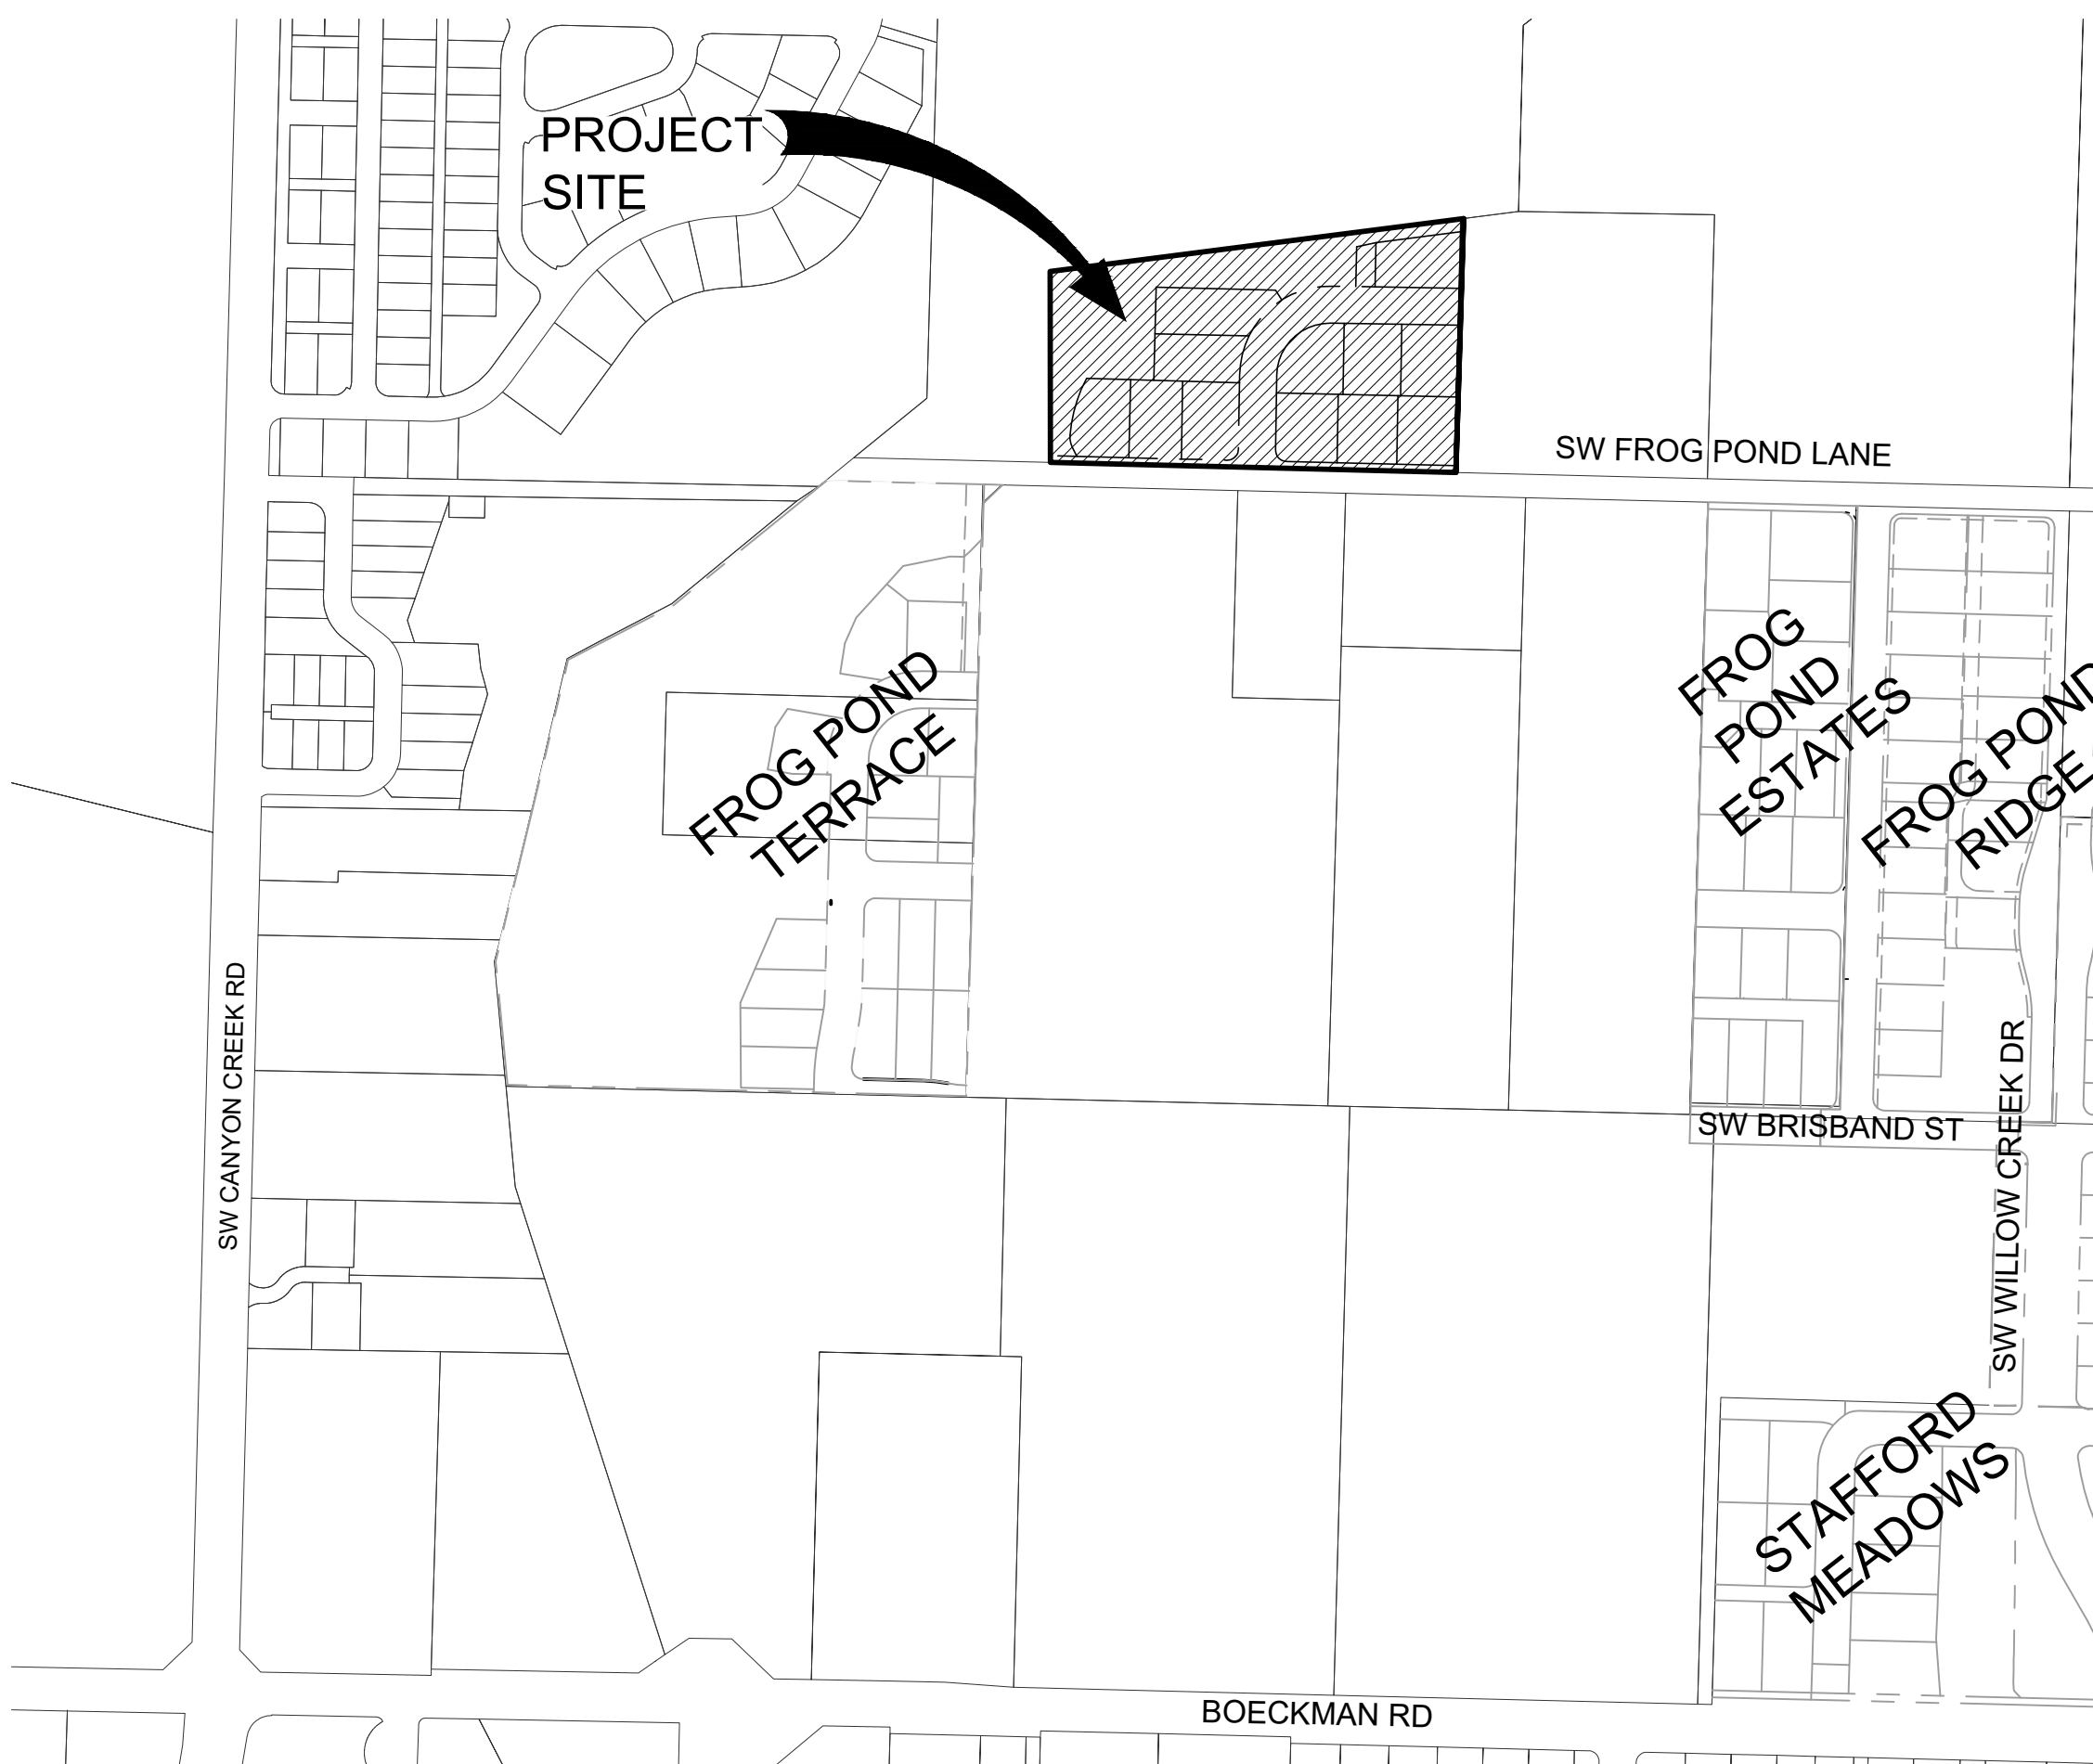 PROJECT
SITE
SW FROG POND LANE
FROG
POND
ESTATES
FROG POND
RIDGE
FROG POND
TERRACE
SW CANYON CREEK RD
SW BRISBAND ST
SW WILLOW CREEK DR
STAFFORD
MEADOWS
BOECKMAN RD